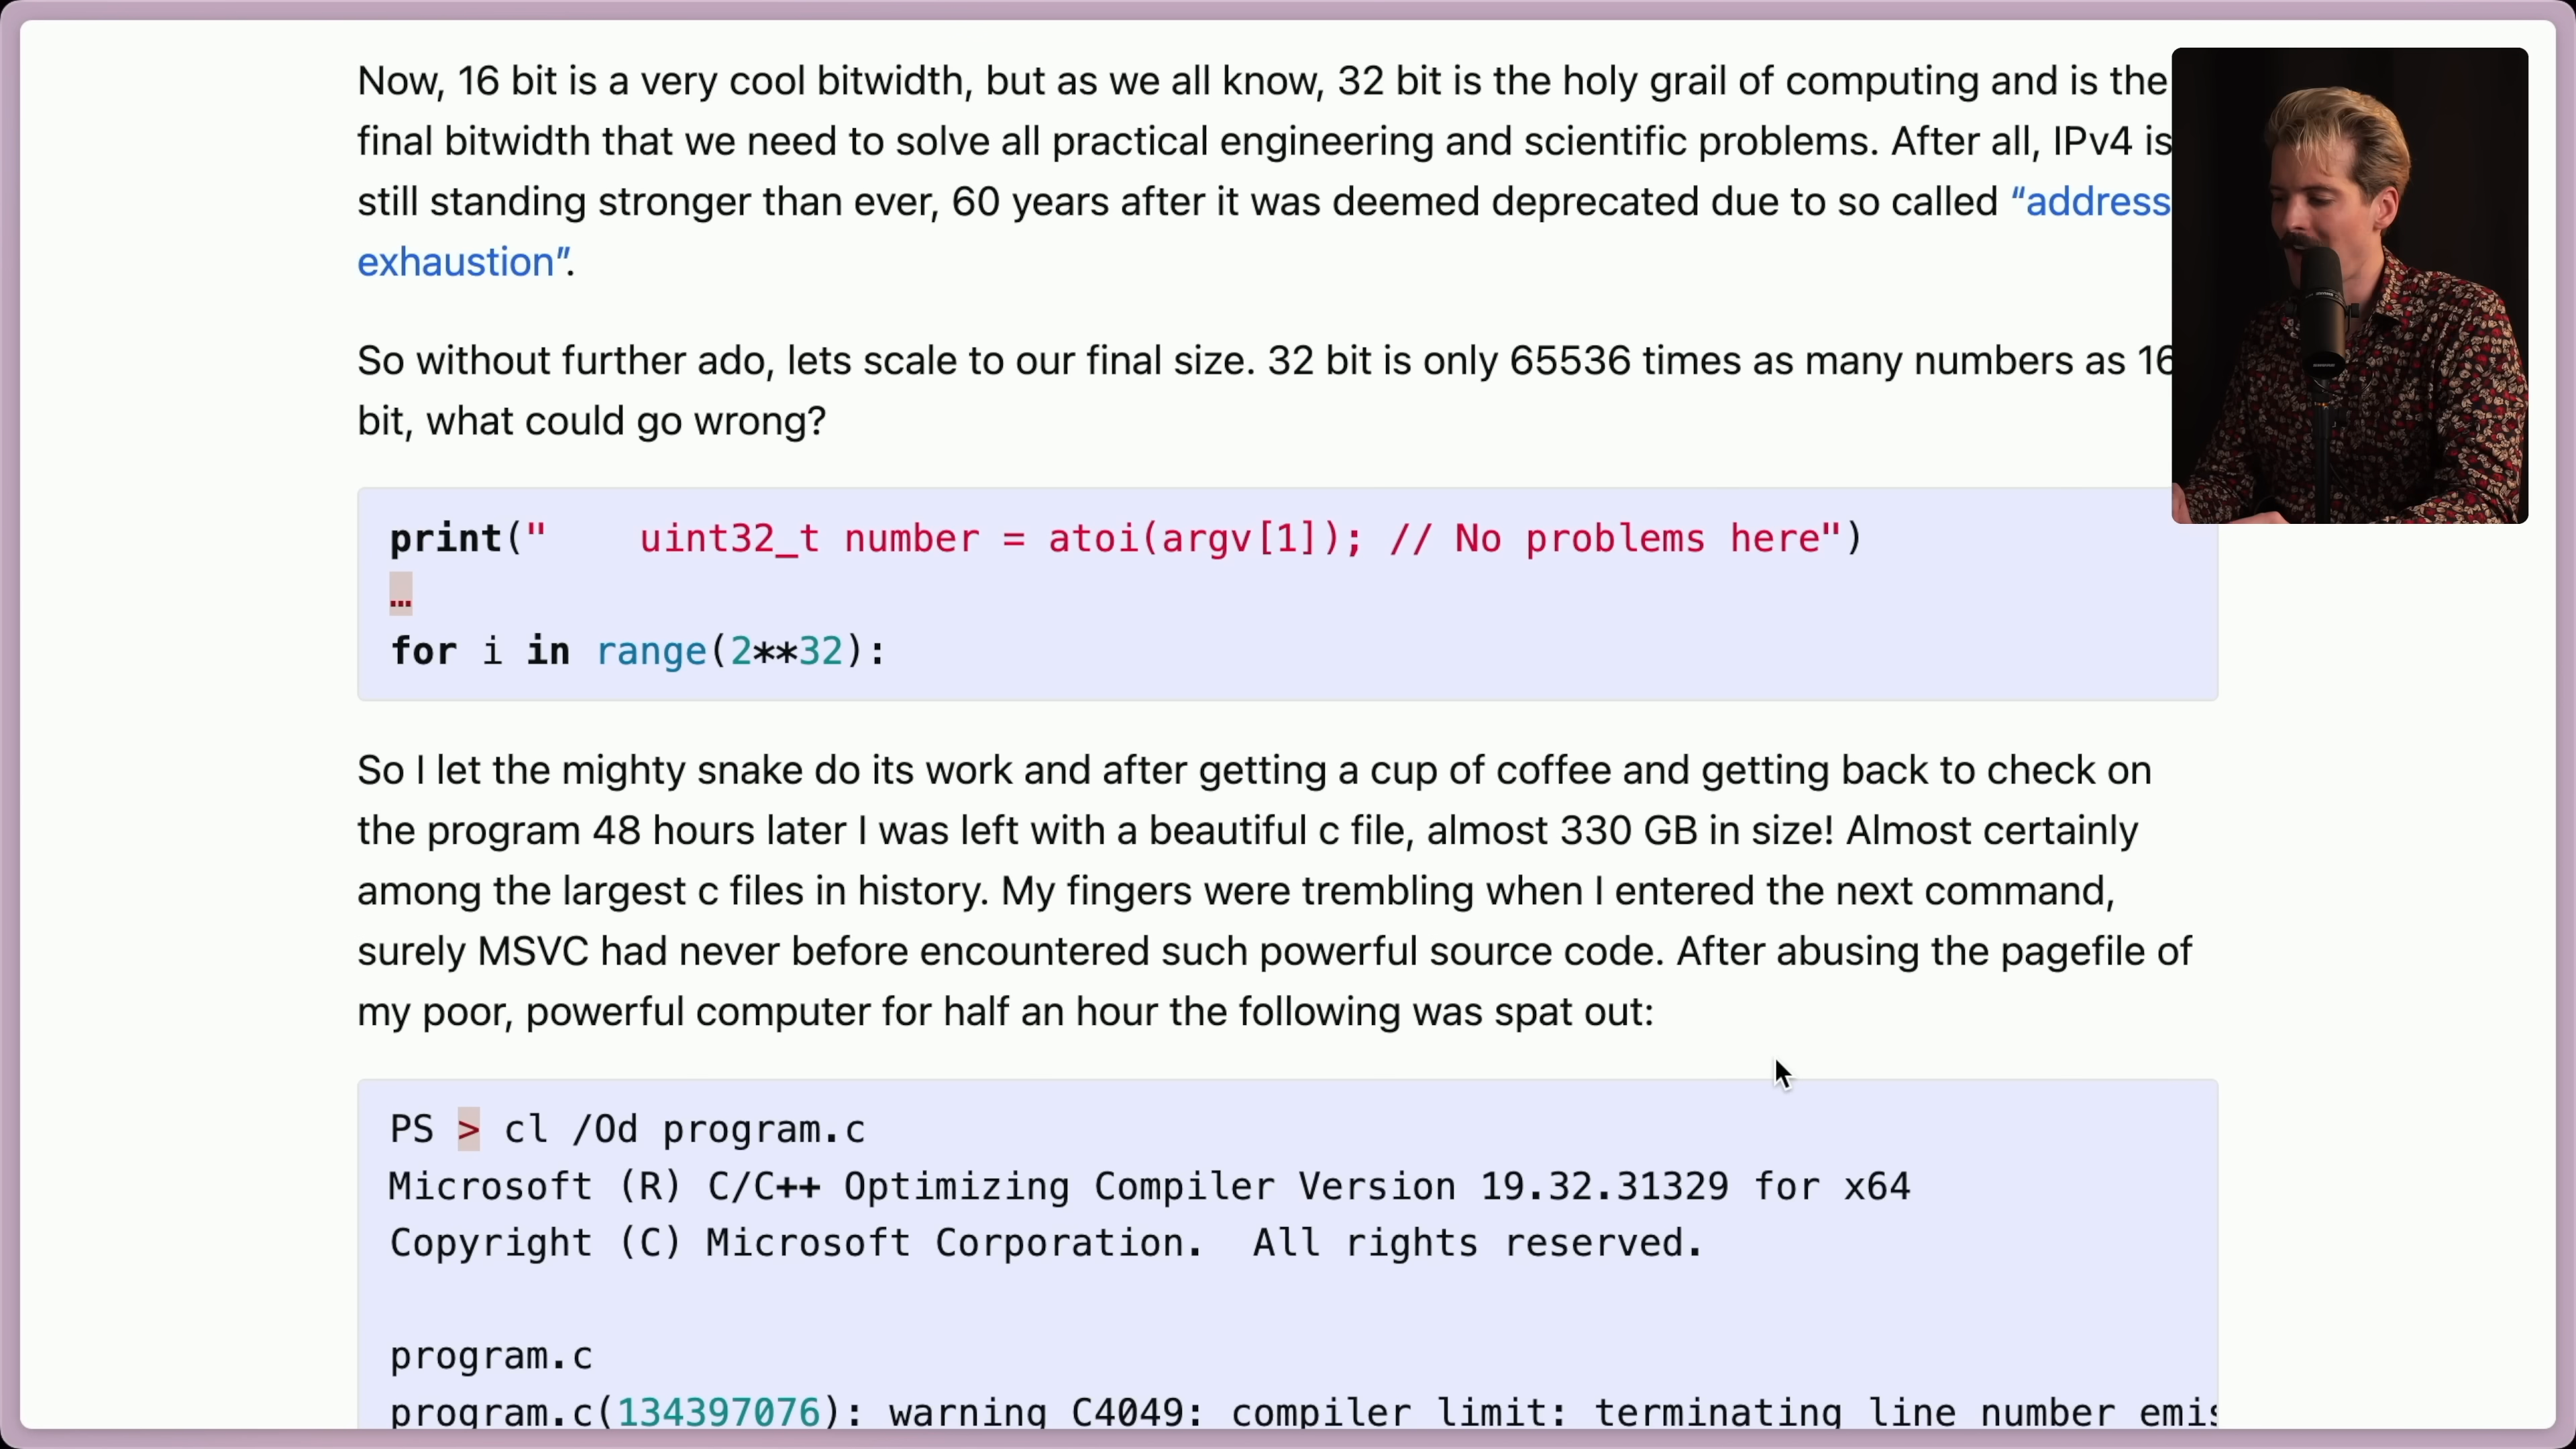 Now, 16 bit is a very cool bitwidth, but as we all know, 32 bit is the holy grail of computing and is the
final bitwidth that we need to solve all practical engineering and scientific problems. After all, IPv4 is
still standing stronger than ever, 60 years after it was deemed deprecated due to so called “address
exhaustion”.
So without further ado, lets scale to our final size. 32 bit is only 65536 times as many numbers as 16
bit, what could go wrong?
print("    uint32_t number = atoi(argv[1]); // No problems here")
…
for i in range(2**32):
So I let the mighty snake do its work and after getting a cup of coffee and getting back to check on
the program 48 hours later I was left with a beautiful c file, almost 330 GB in size! Almost certainly
among the largest c files in history. My fingers were trembling when I entered the next command,
surely MSVC had never before encountered such powerful source code. After abusing the pagefile of
my poor, powerful computer for half an hour the following was spat out:
PS > cl /Od program.c
Microsoft (R) C/C++ Optimizing Compiler Version 19.32.31329 for x64
Copyright (C) Microsoft Corporation.  All rights reserved.
program.c
program.c(134397076): warning C4049: compiler limit: terminating line number emis